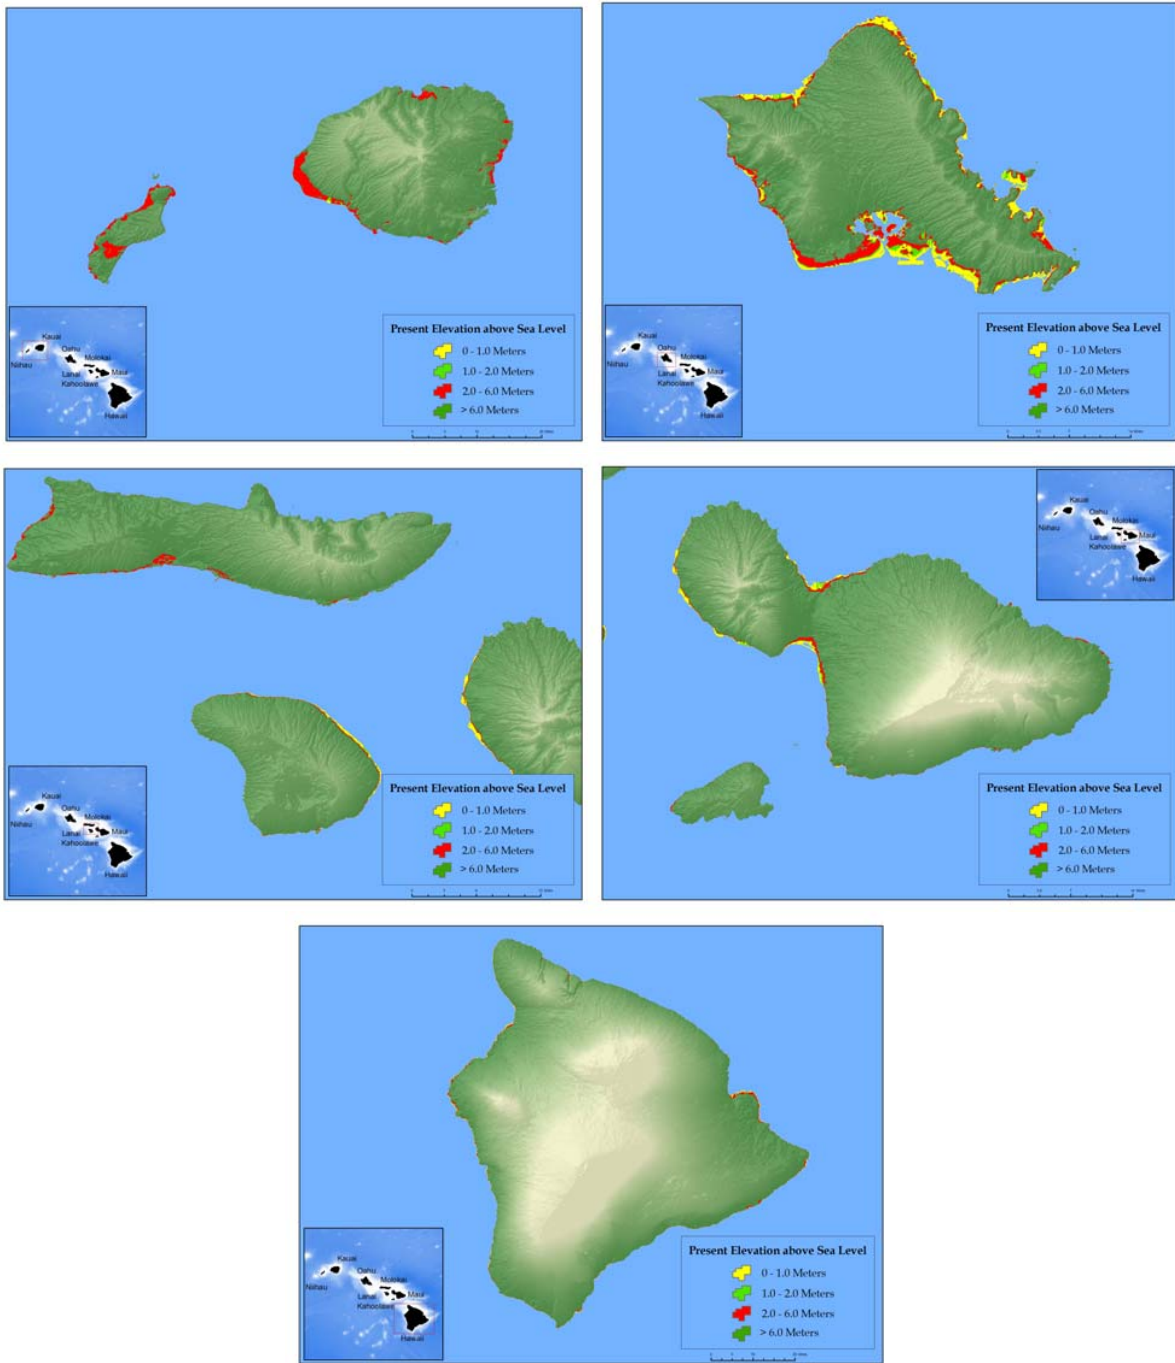 Kauai
Oahu
Niihau
Molokai
Lanai
Maui
Kahoolawe
Hawaii
Present Elevation above Sea Level
0 - 1.0 Meters
1.0 - 2.0 Meters
2.0 - 6.0 Meters
> 6.0 Meters
Kauai
Oahu
Niihau
Molokai
Lanai
Maui
Kahoolawe
Hawaii
Present Elevation above Sea Level
0 - 1.0 Meters
1.0 - 2.0 Meters
2.0 - 6.0 Meters
> 6.0 Meters
Kauai
Oahu
Niihau
Molokai
Lanai
Maui
Kahoolawe
Hawaii
Present Elevation above Sea Level
0 - 1.0 Meters
1.0 - 2.0 Meters
2.0 - 6.0 Meters
> 6.0 Meters
Kauai
Oahu
Niihau
Molokai
Lanai
Maui
Kahoolawe
Hawaii
Present Elevation above Sea Level
0 - 1.0 Meters
1.0 - 2.0 Meters
2.0 - 6.0 Meters
> 6.0 Meters
Kauai
Oahu
Niihau
Molokai
Lanai
Maui
Kahoolawe
Hawaii
Present Elevation above Sea Level
0 - 1.0 Meters
1.0 - 2.0 Meters
2.0 - 6.0 Meters
> 6.0 Meters